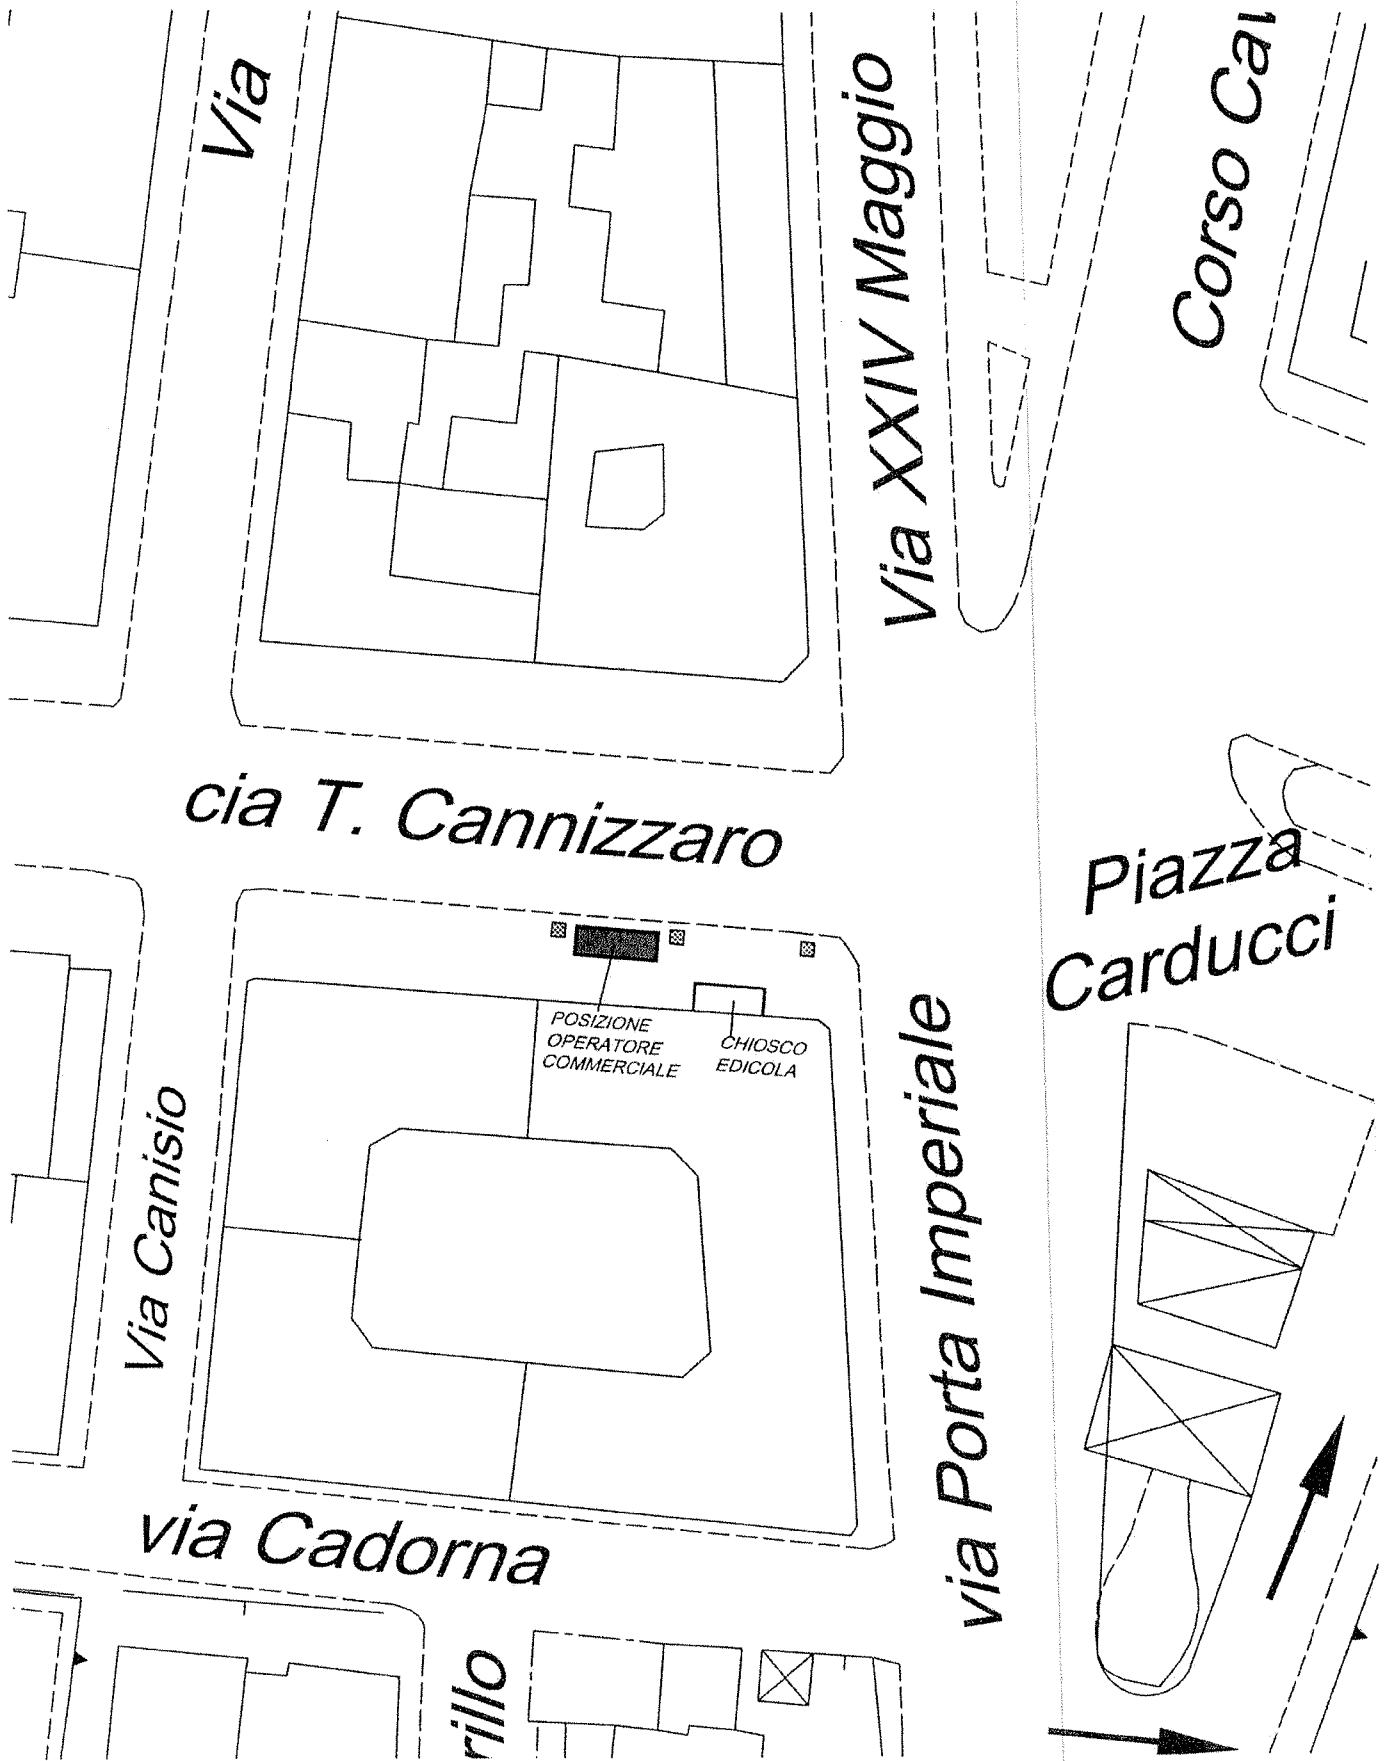 Via
Via XXIV Maggio
Corso
cia T. Cannizzaro
Piazza
Carducci
POSIZIONE
OPERATORE
COMMERCIALE
CHIOSCO
EDICOLA
Via Canisio
via Porta Imperiale
via Cadorna
rillo